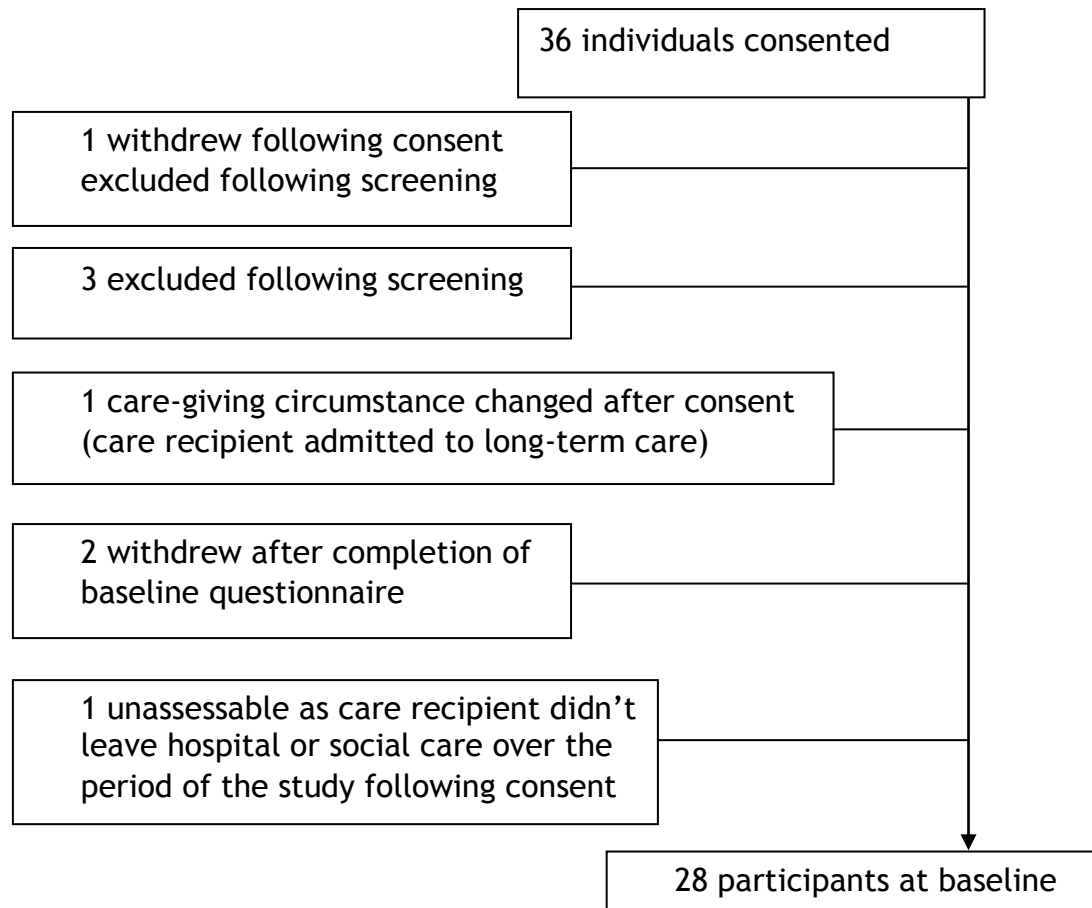 36 individuals consented
1 withdrew following consent
excluded following screening
3 excluded following screening
1 care-giving circumstance changed after consent
(care recipient admitted to long-term care)
2 withdrew after completion of
baseline questionnaire
1 unassessable as care recipient didn’t
leave hospital or social care over the
period of the study following consent
28 participants at baseline